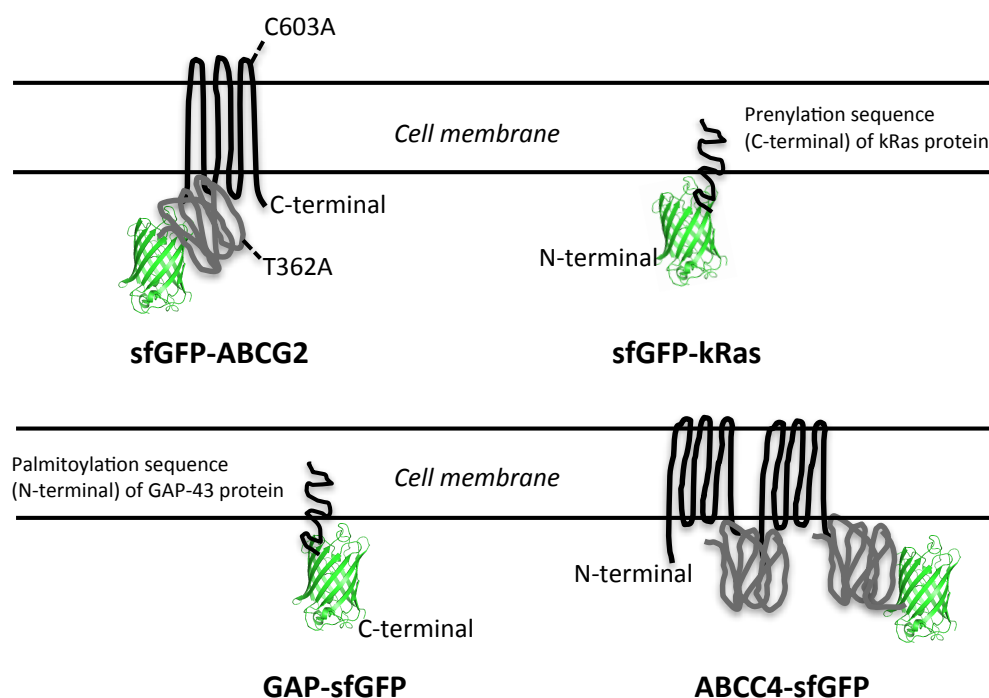 C603A
Prenylation sequence
Cell membrane
(C-terminal) of kRas protein
C-terminal
N-terminal
T362A
sfGFP-ABCG2
sfGFP-kRas
Palmitoylation sequence
Cell membrane
(N-terminal) of GAP-43 protein
N-terminal
C-terminal
GAP-sfGFP
ABCC4-sfGFP